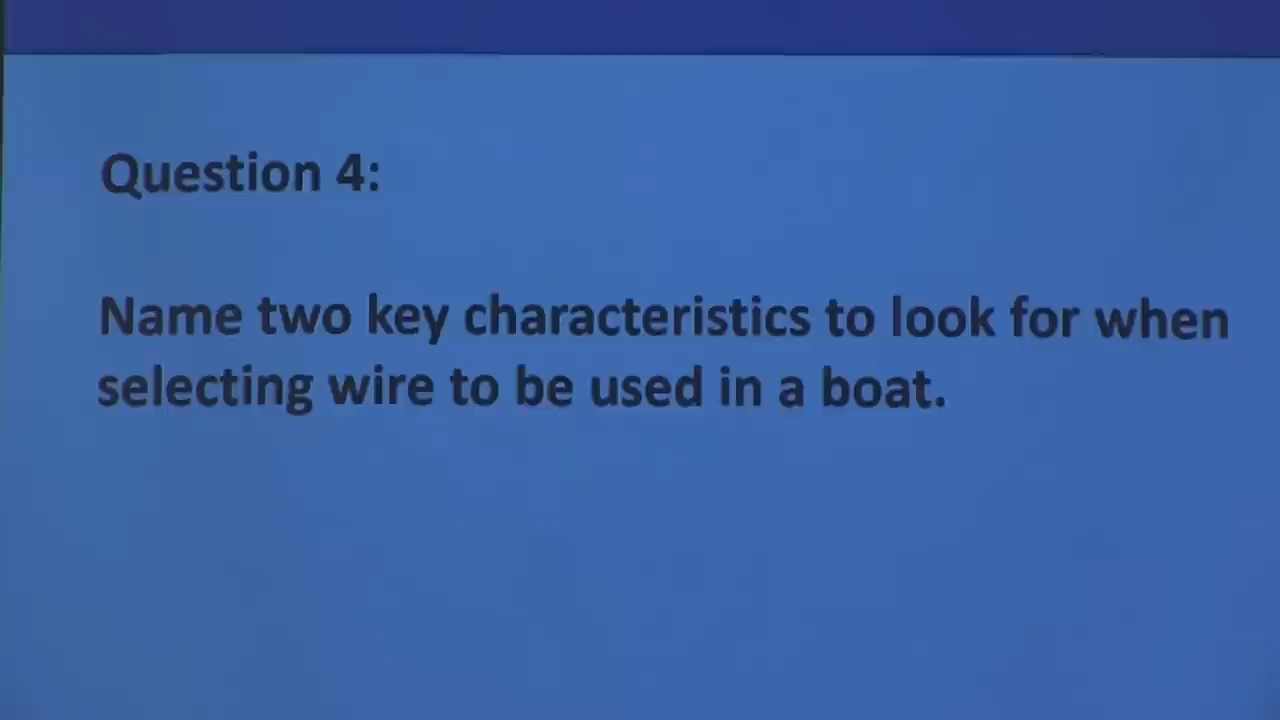 Question 4:
Name two key characteristics to look for when
selecting wire to be used in a boat.